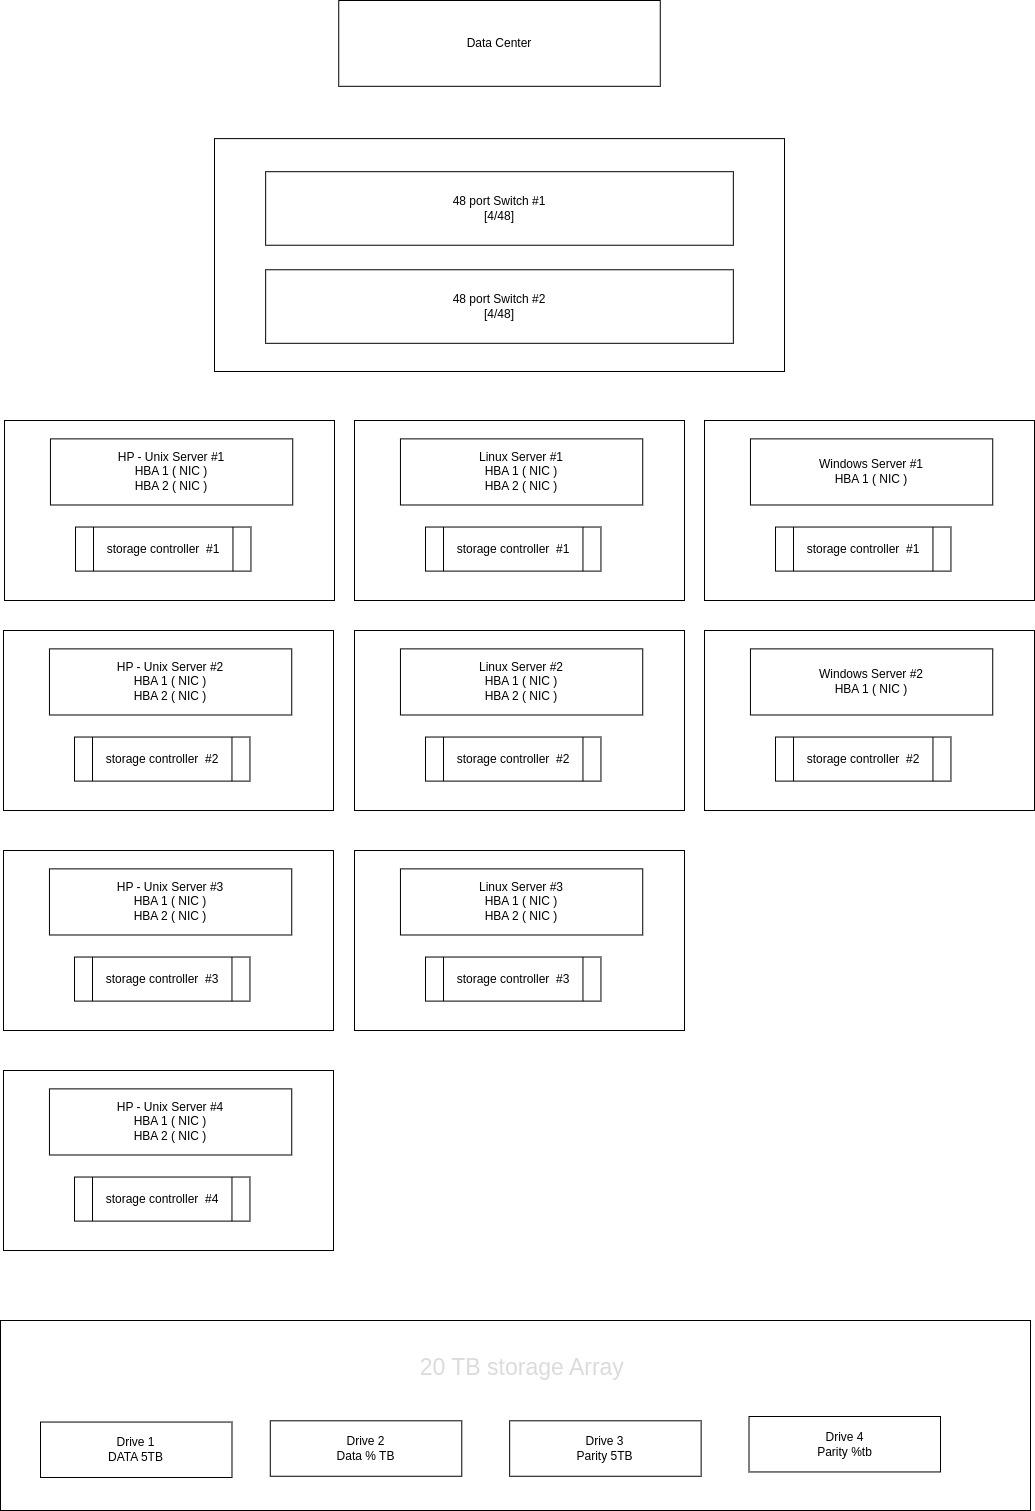 Data Center
48 port Switch #1
[4/48]
48 port Switch #2
[4/48]
HP - Unix Server #1
HBA 1 ( NIC )
HBA 2 ( NIC )
storage controller #1
Linux Server #1
HBA 1 ( NIC )
HBA 2 ( NIC )
storage controller #1
Windows Server #1
HBA 1 ( NIC )
storage controller #1
HP - Unix Server #2
HBA 1 ( NIC )
HBA 2 ( NIC )
storage controller #2
Linux Server #2
HBA 1 ( NIC )
HBA 2 ( NIC )
storage controller #2
Windows Server #2
HBA 1 ( NIC )
storage controller #2
HP - Unix Server #3
HBA 1 ( NIC )
HBA 2 ( NIC )
storage controller #3
Linux Server #3
HBA 1 ( NIC )
HBA 2 ( NIC )
storage controller #3
HP - Unix Server #4
HBA 1 ( NIC )
HBA 2 ( NIC )
storage controller #4
20 TB storage Array
Drive 1
DATA 5TB
Drive 2
Data % TB
Drive 3
Parity 5TB
Drive 4
Parity %tb